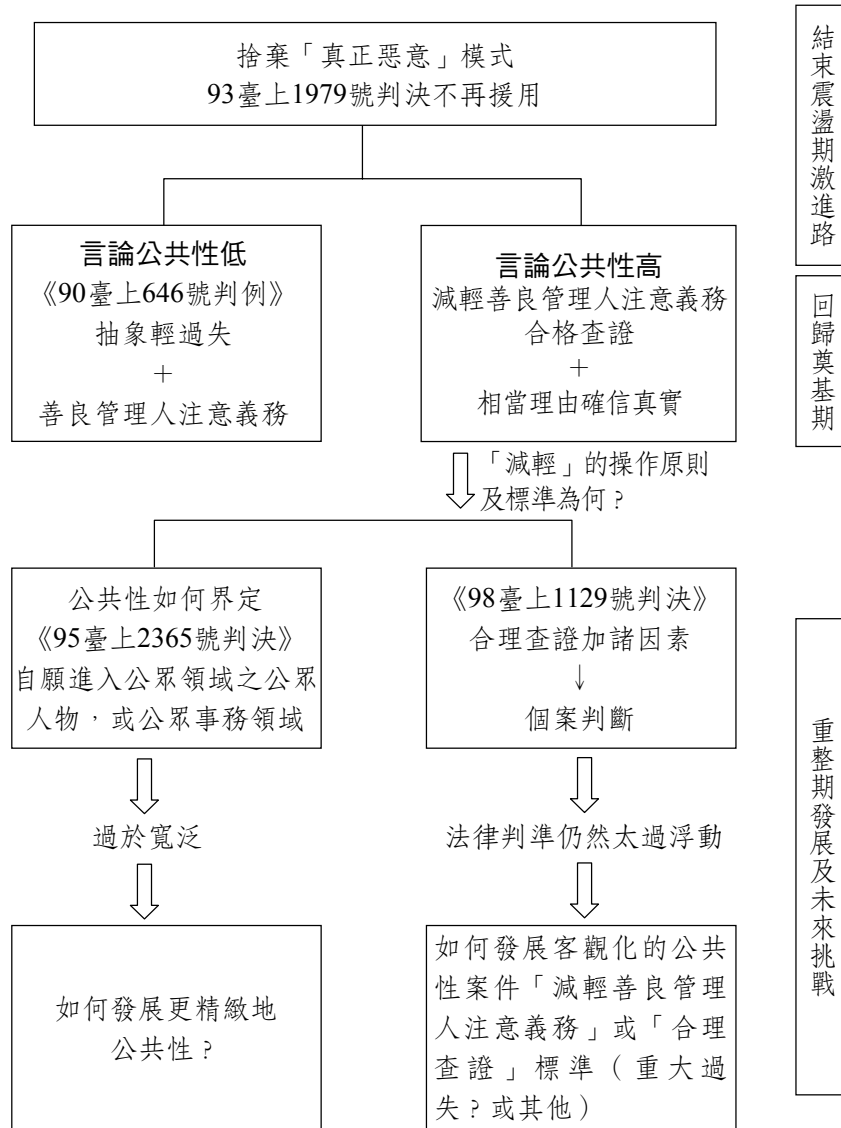 捨棄「真正惡意」模式
93臺上1979號判決不再援用
言論公共性低
《90臺上646號判例》
抽象輕過失
+
善良管理人注意義務
言論公共性高
減輕善良管理人注意義務
合格查證
+
相當理由確信真實
「減輕」的操作原則
及標準為何？
公共性如何界定
《95臺上2365號判決》
自願進入公眾領域之公眾
人物，或公眾事務領域
《98臺上1129號判決》
合理查證加諸因素
↓
個案判斷
過於寬泛
法律判準仍然太過浮動
如何發展更精緻地
公共性？
如何發展客觀化的公共
性案件「減輕善良管理
人注意義務」或「合理
查證」標準（重大過
失？或其他）
結束震盪期激進路
回歸奠基期
重整期發展及未來挑戰